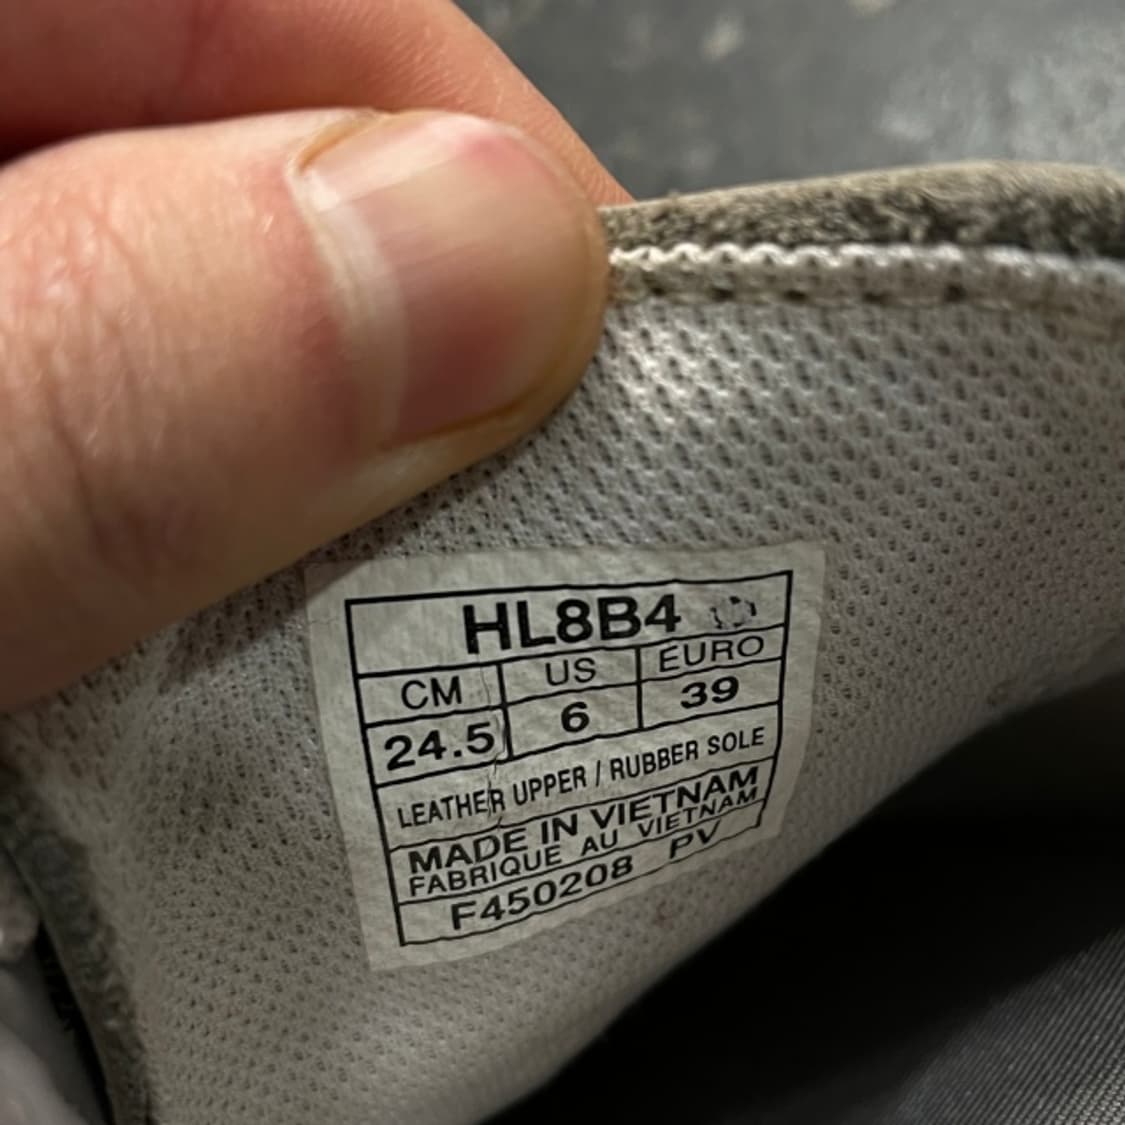 HL8B4
CM US EURO
24.5 6 39
LEATHER UPPER / RUBBER SOLE
MADE IN VIETNAM
FABRIQUE AU VIETNAM
F450208 PV